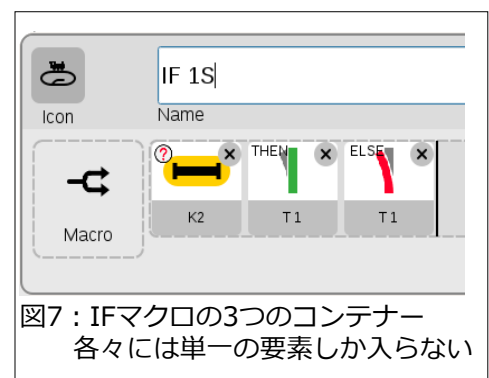 IF 1S
Icon
Name
? THEN ELSE
Macro
K2
T1
T1
図7：IFマクロの3つのコンテナー
各々には単一の要素しか入らない